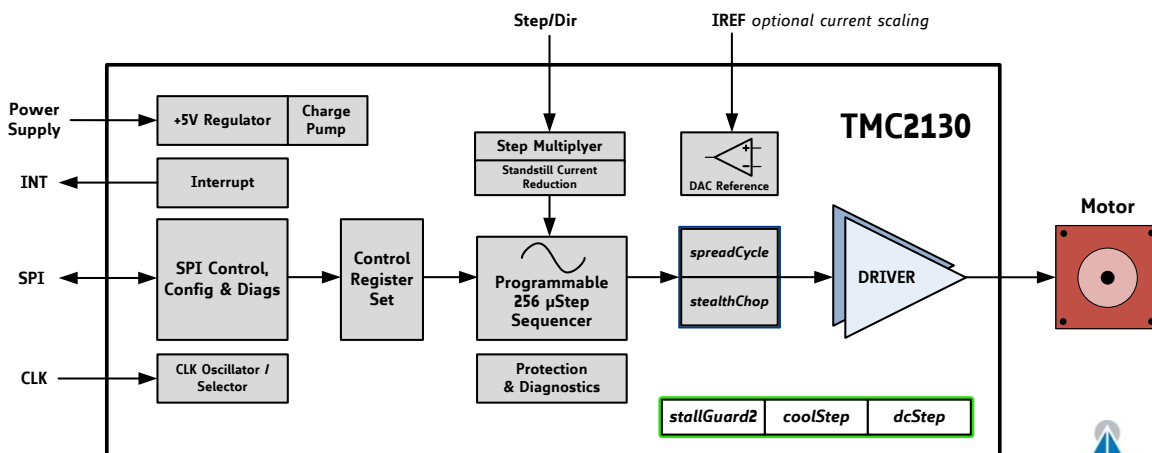 Step/Dir
IREF optional current scaling
Power
Supply
+5V Regulator
Charge
Pump
TMC2130
INT
Interrupt
Step Multiplyer
Standstill Current
Reduction
DAC Reference
Motor
SPI
SPI Control,
Config & Diags
Control
Register
Set
Programmable
256 µStep
Sequencer
spreadCycle
stealthChop
DRIVER
CLK
CLK Oscillator /
Selector
Protection
& Diagnostics
stallGuard2
coolStep
dcStep